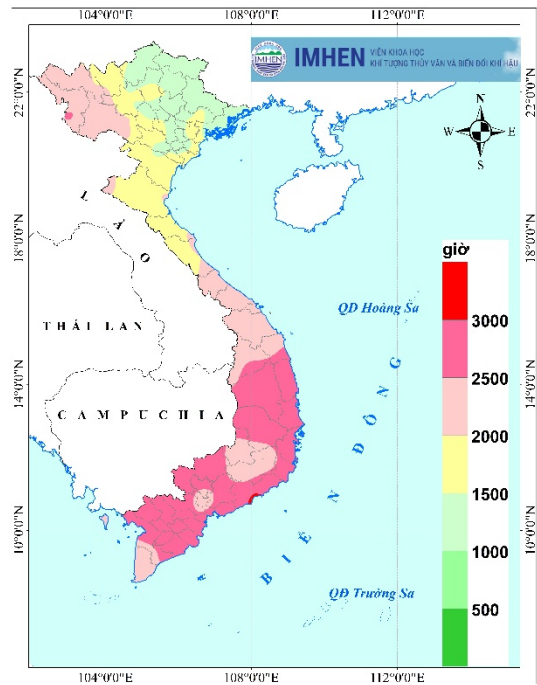 104°0'0"E 108°0'0"E 112°0'0"E
IMHEN
IMHEN
VIỆN KHOA HỌC
KHÍ TƯỢNG THỦY VĂN VÀ BIẾN ĐỔI KHÍ HẬU
22°0'0"N 22°0'0"N
N
W E
S
LÀO
18°0'0"N 18°0'0"N
giờ
QĐ Hoàng Sa
3000
THÁI LAN
2500
14°0'0"N 14°0'0"N
CAMPUCHIA
2000
1500
BIỂN ĐÔNG
10°0'0"N 10°0'0"N
1000
QĐ Trường Sa
500
104°0'0"E 108°0'0"E 112°0'0"E